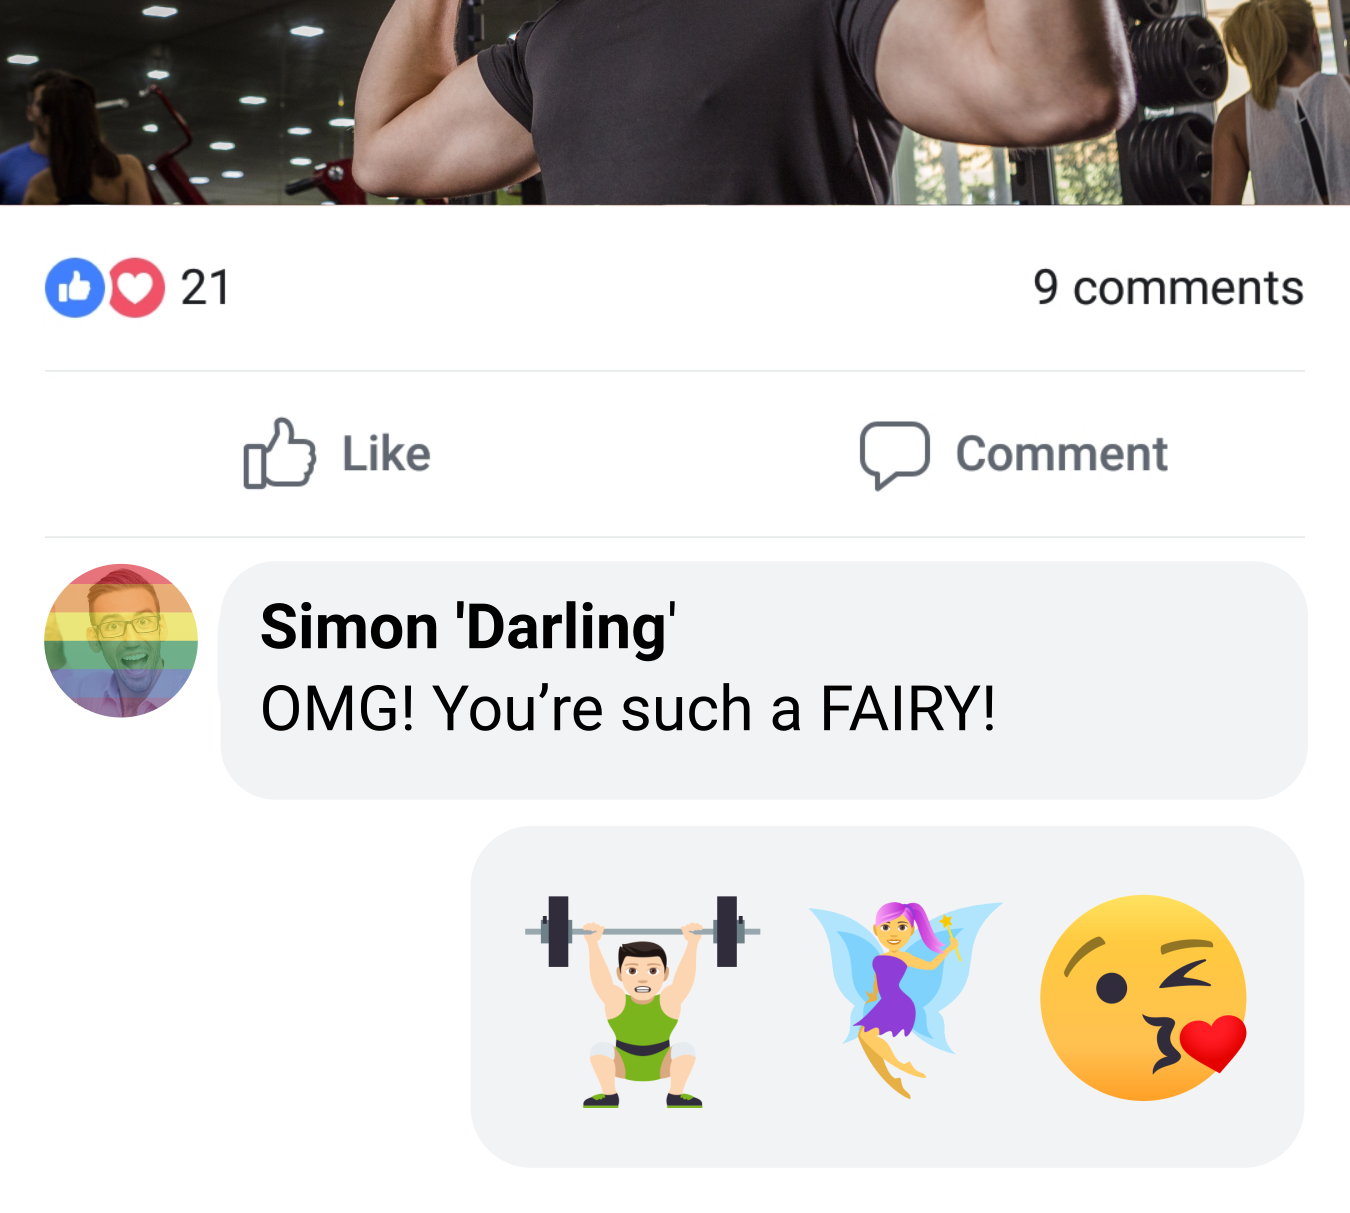 21
9 comments
Like
Comment
Simon 'Darling'
OMG! You’re such a FAIRY!